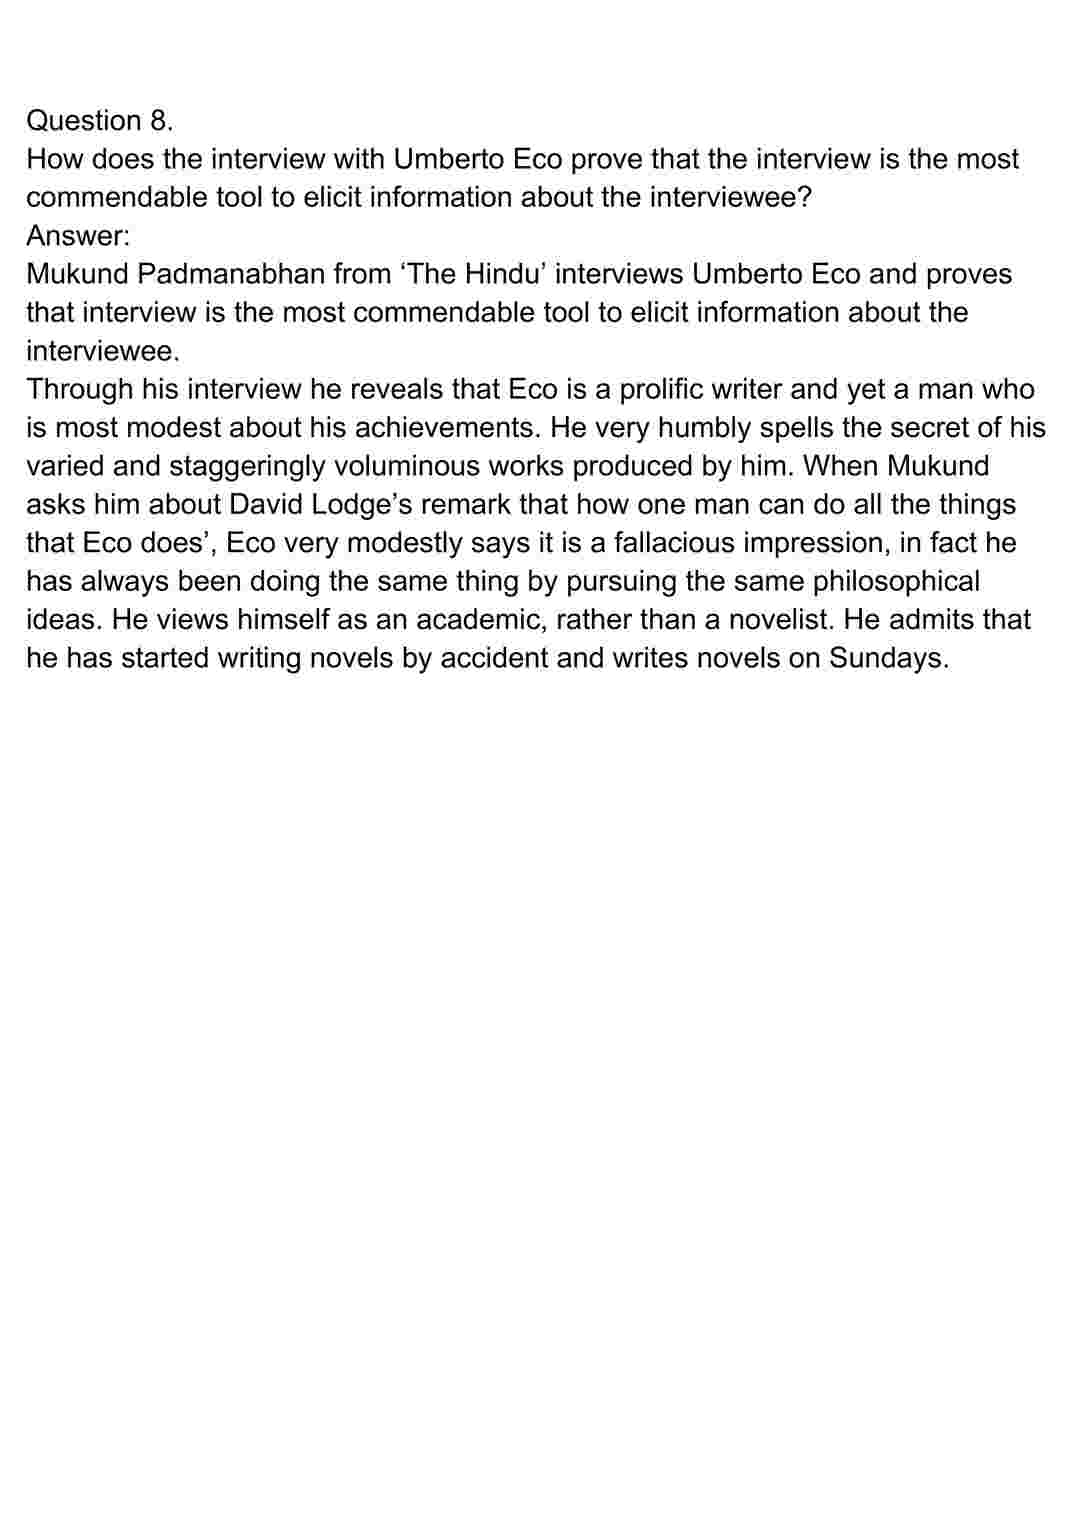 Question 8.
How does the interview with Umberto Eco prove that the interview is the most
commendable tool to elicit information about the interviewee?
Answer:
Mukund Padmanabhan from ‘The Hindu’ interviews Umberto Eco and proves
that interview is the most commendable tool to elicit information about the
interviewee.
Through his interview he reveals that Eco is a prolific writer and yet a man who
is most modest about his achievements. He very humbly spells the secret of his
varied and staggeringly voluminous works produced by him. When Mukund
asks him about David Lodge’s remark that how one man can do all the things
that Eco does’, Eco very modestly says it is a fallacious impression, in fact he
has always been doing the same thing by pursuing the same philosophical
ideas. He views himself as an academic, rather than a novelist. He admits that
he has started writing novels by accident and writes novels on Sundays.